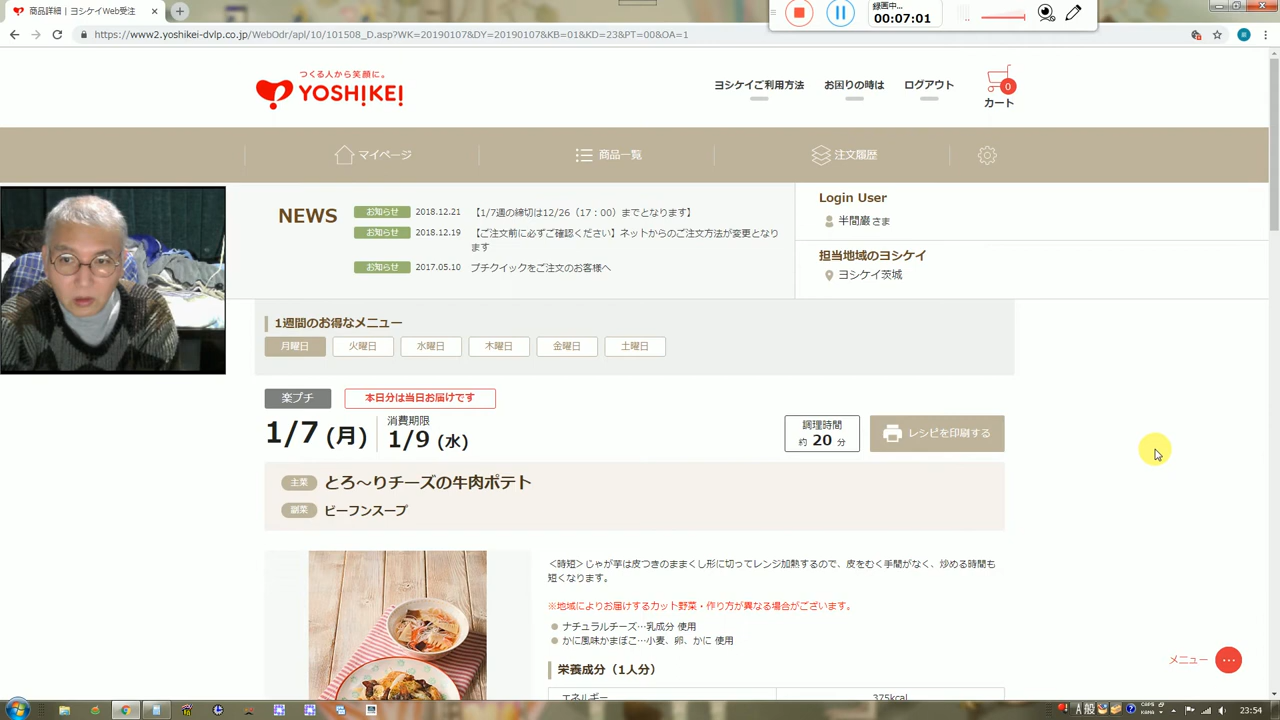 商品詳細 | ヨシケイWeb受注
録画中...
00:07:01
https://www2.yoshikei-dvlp.co.jp/WebOdr/apl/10/101508_D.asp?WK=20190107&DY=20190107&KB=01&KD=23&PT=00&OA=1
つくる人から笑顔に。
YOSHIKEI
ヨシケイご利用方法
お困りの時は
ログアウト
0
カート
マイページ
商品一覧
注文履歴
NEWS
お知らせ 2018.12.21 【1/7週の締切は12/26（17：00）までとなります】
お知らせ 2018.12.19 【ご注文前に必ずご確認ください】ネットからのご注文方法が変更となり
ます
お知らせ 2017.05.10 プチクイックをご注文のお客様へ
Login User
半間巌さま
担当地域のヨシケイ
ヨシケイ茨城
1週間のお得なメニュー
月曜日 火曜日 水曜日 木曜日 金曜日 土曜日
楽プチ 本日分は当日お届けです
1/7 (月)
消費期限
1/9 (水)
調理時間
約 20 分
レシピを印刷する
主菜 とろ～りチーズの牛肉ポテト
副菜 ビーフンスープ
＜時短＞じゃが芋は皮つきのままくし形に切ってレンジ加熱するので、皮をむく手間がなく、炒める時間も
短くなります。
※地域によりお届けするカット野菜・作り方が異なる場合がございます。
ナチュラルチーズ…乳成分 使用
かに風味かまぼこ…小麦、卵、かに 使用
栄養成分（1人分）
エネルギー 375kcal
メニュー
A 般
23:54